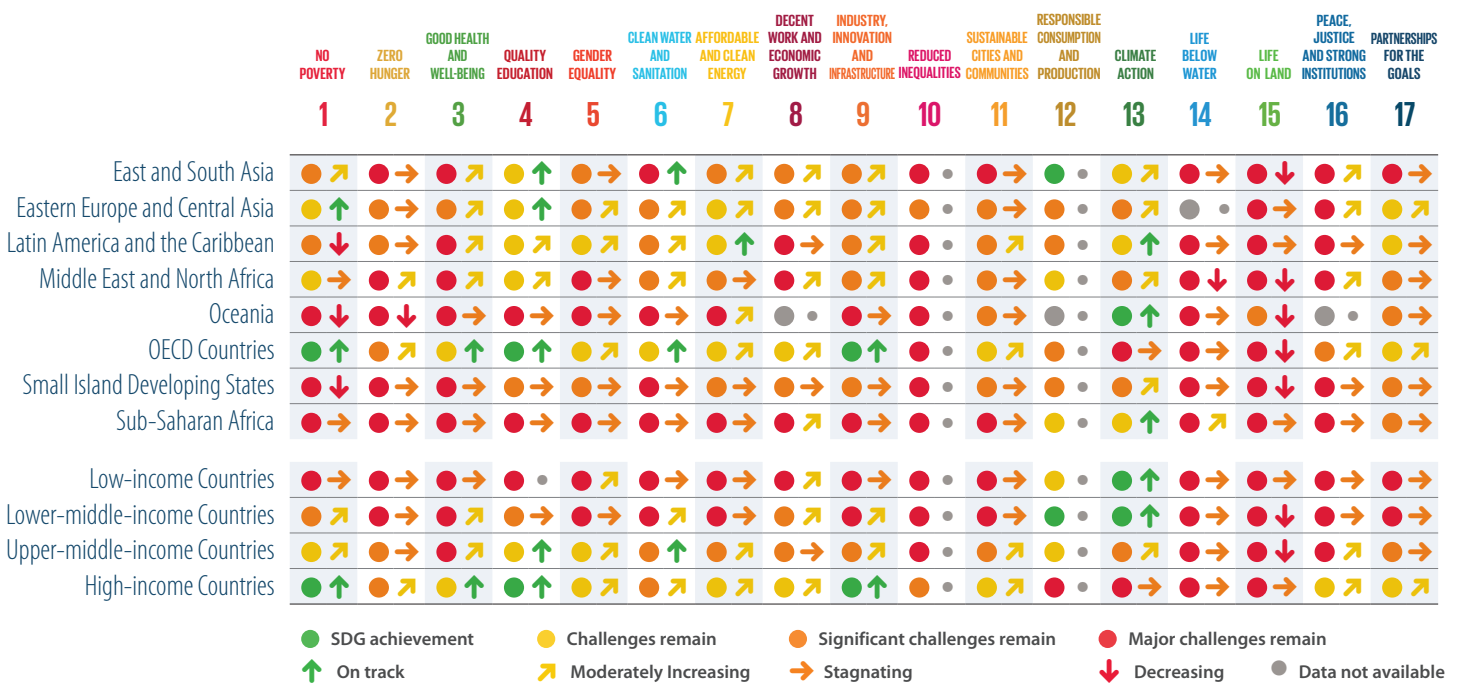 NO POVERTY
ZERO HUNGER
GOOD HEALTH AND WELL-BEING
QUALITY EDUCATION
GENDER EQUALITY
CLEAN WATER AND SANITATION
AFFORDABLE AND CLEAN ENERGY
DECENT WORK AND ECONOMIC GROWTH
INDUSTRY, INNOVATION AND INFRASTRUCTURE
REDUCED INEQUALITIES
SUSTAINABLE CITIES AND COMMUNITIES
RESPONSIBLE CONSUMPTION AND PRODUCTION
CLIMATE ACTION
LIFE BELOW WATER
LIFE ON LAND
PEACE, JUSTICE AND STRONG INSTITUTIONS
PARTNERSHIPS FOR THE GOALS
1 2 3 4 5 6 7 8 9 10 11 12 13 14 15 16 17
East and South Asia
Eastern Europe and Central Asia
Latin America and the Caribbean
Middle East and North Africa
Oceania
OECD Countries
Small Island Developing States
Sub-Saharan Africa
Low-income Countries
Lower-middle-income Countries
Upper-middle-income Countries
High-income Countries
SDG achievement Challenges remain Significant challenges remain Major challenges remain
On track Moderately Increasing Stagnating Decreasing Data not available